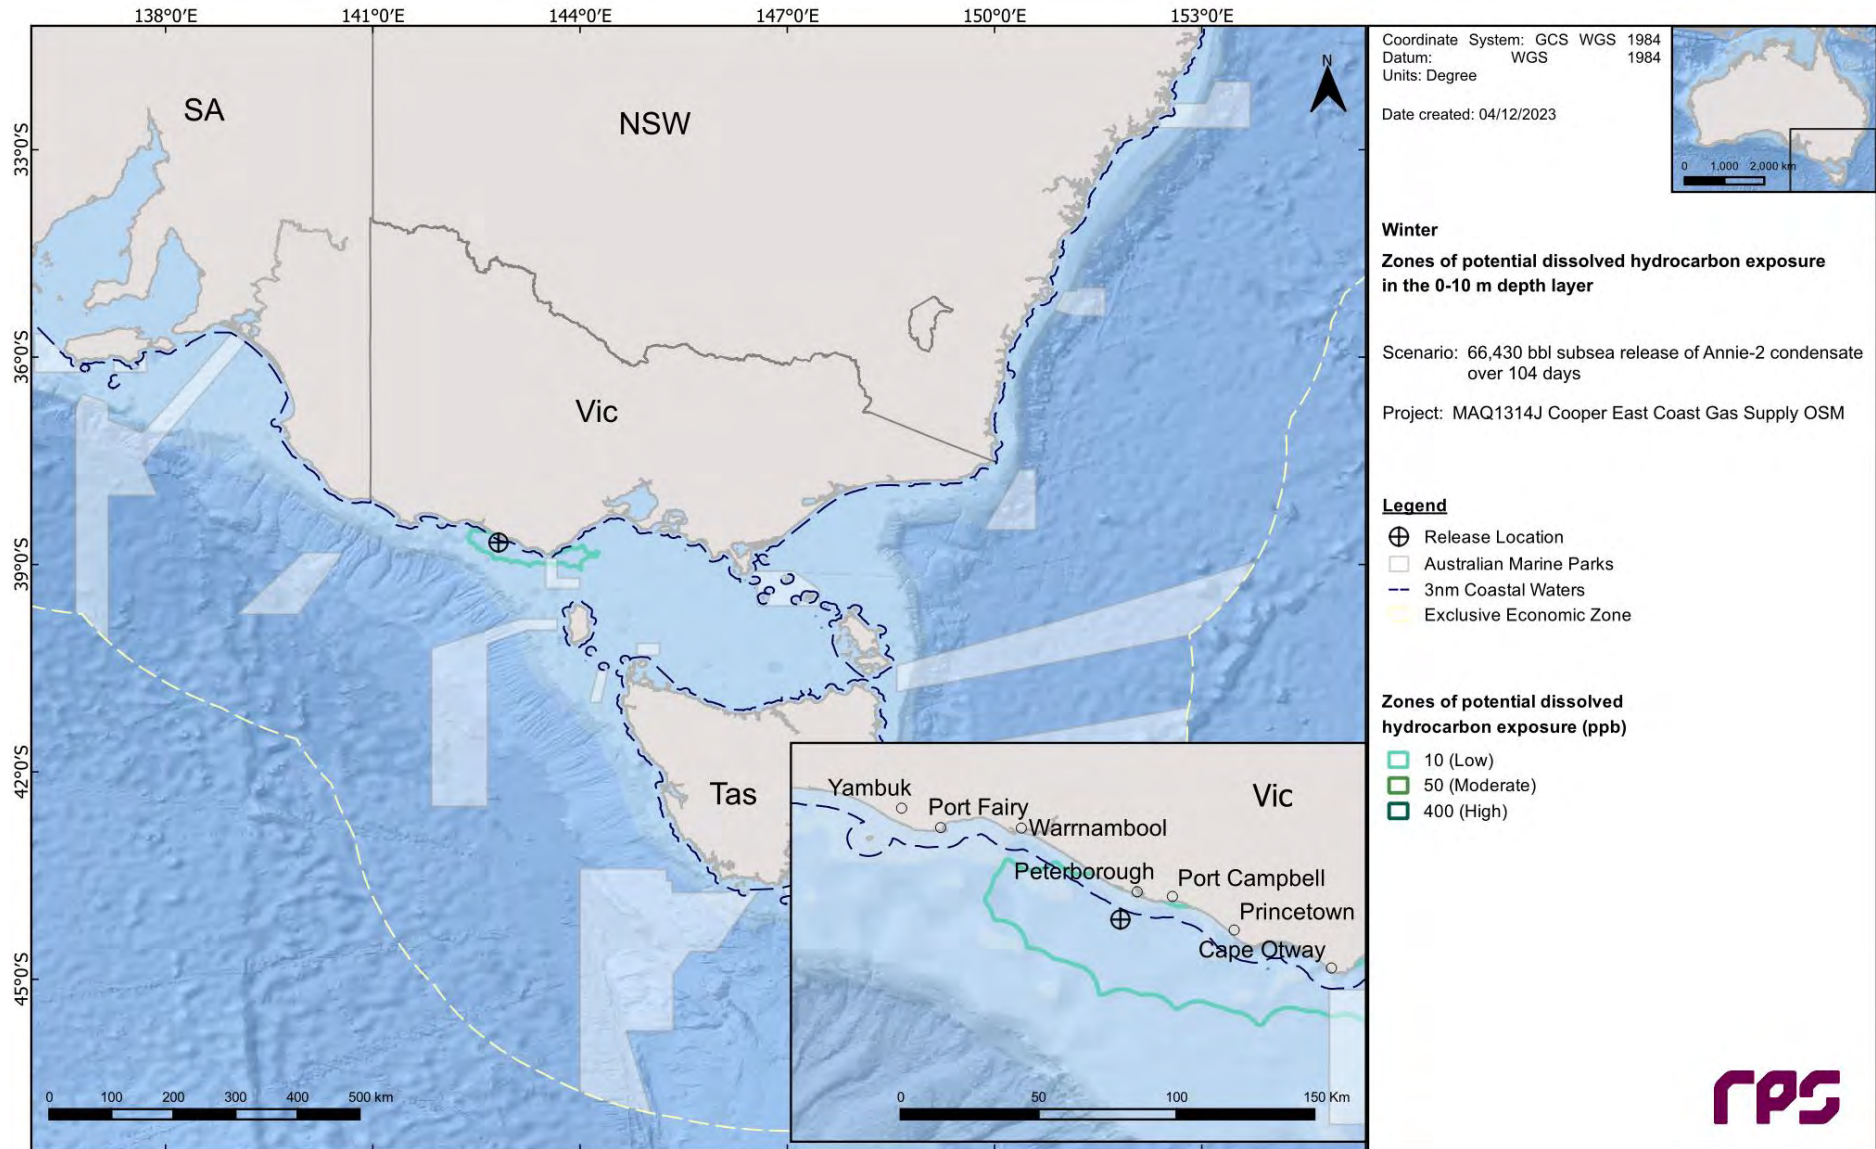 138°0'E 141°0'E 144°0'E 147°0'E 150°0'E 153°0'E
33°0'S
36°0'S
39°0'S
42°0'S
45°0'S
SA
NSW
Vic
Tas
N
0 100 200 300 400 500 km
Yambuk
Port Fairy
Warrnambool
Vic
Peterborough
Port Campbell
Princetown
Cape Otway
0 50 100 150 Km
Coordinate System: GCS WGS 1984
Datum: WGS 1984
Units: Degree
Date created: 04/12/2023
0 1,000 2,000 km
Winter
Zones of potential dissolved hydrocarbon exposure
in the 0-10 m depth layer
Scenario: 66,430 bbl subsea release of Annie-2 condensate
over 104 days
Project: MAQ1314J Cooper East Coast Gas Supply OSM
Legend
Release Location
Australian Marine Parks
3nm Coastal Waters
Exclusive Economic Zone
Zones of potential dissolved
hydrocarbon exposure (ppb)
10 (Low)
50 (Moderate)
400 (High)
rps